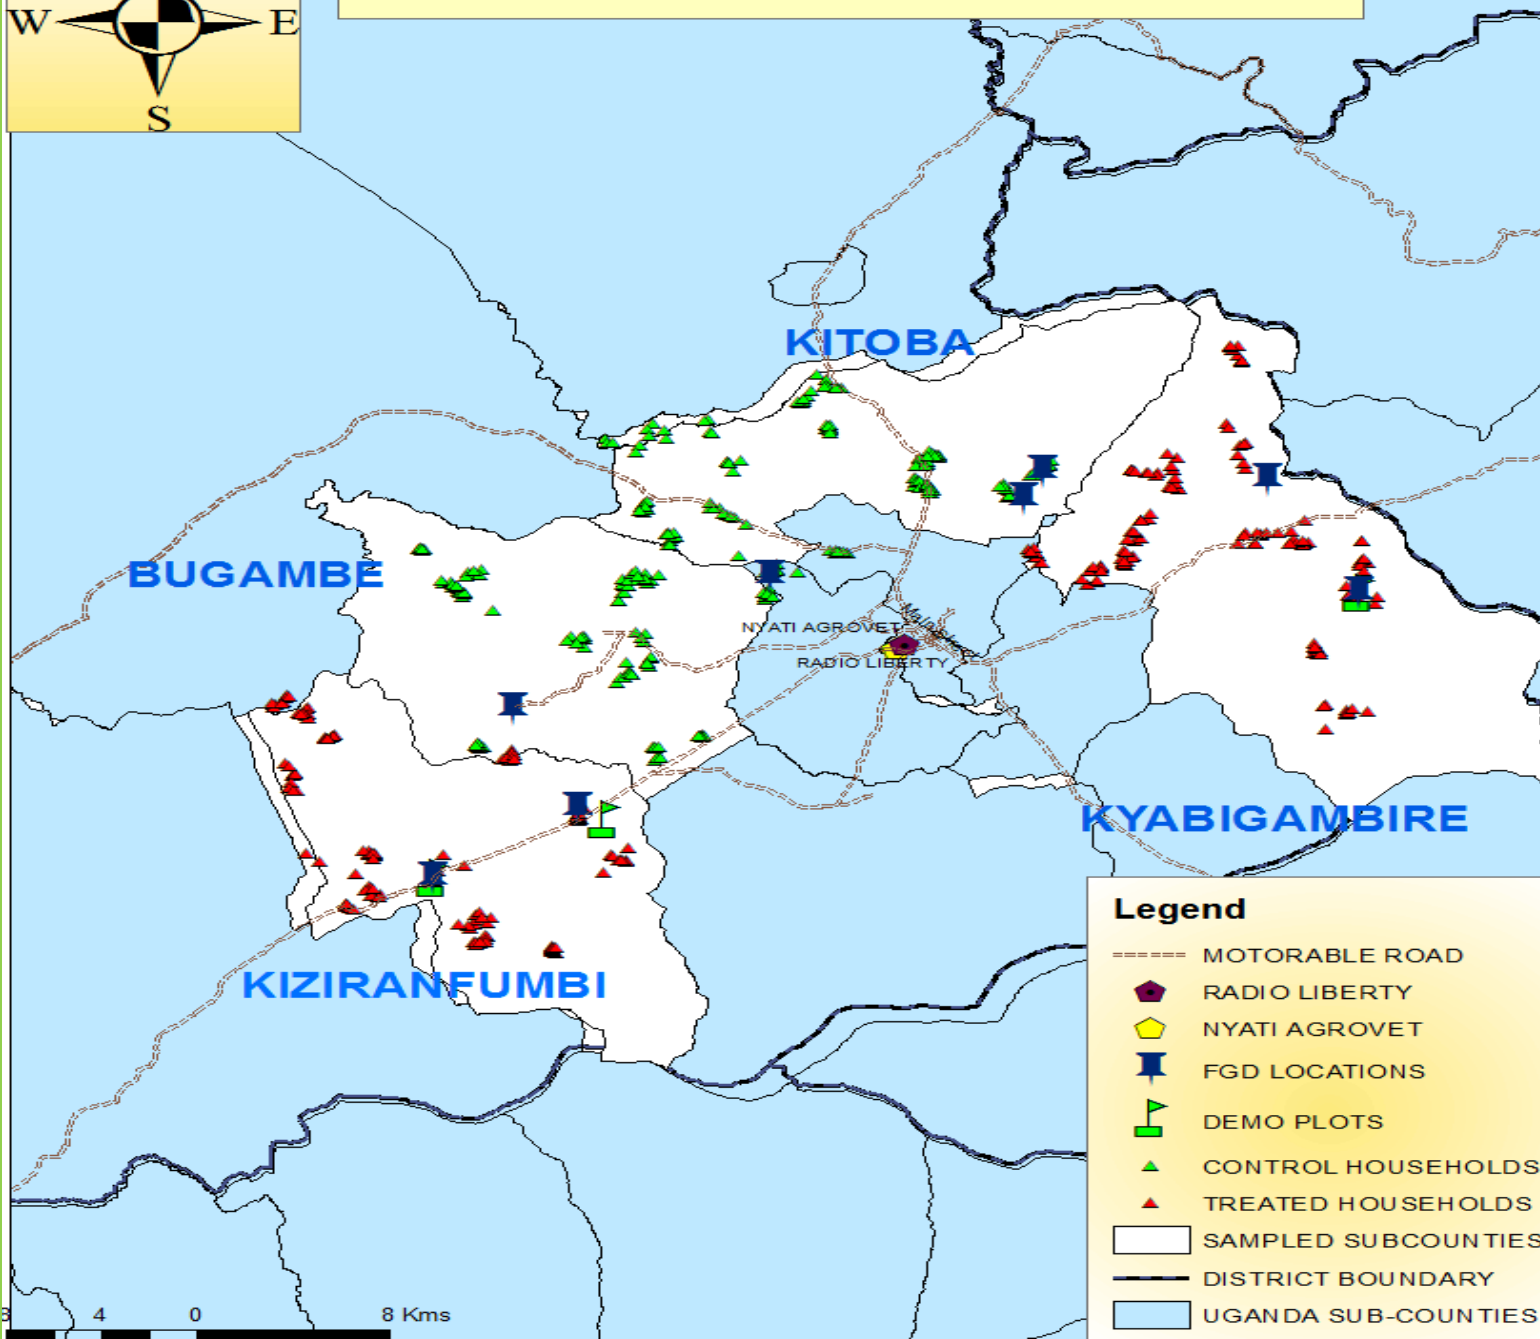 W E
S
KITOBA
BUGAMBE
NYATI AGROVET
RADIO LIBERTY
KYABIGAMBIRE
KIZIRANFUMBI
Legend
MOTORABLE ROAD
RADIO LIBERTY
NYATI AGROVET
FGD LOCATIONS
DEMO PLOTS
CONTROL HOUSEHOLDS
TREATED HOUSEHOLDS
SAMPLED SUBCOUNTIES
DISTRICT BOUNDARY
UGANDA SUB-COUNTIES
8 4 0 8 Kms